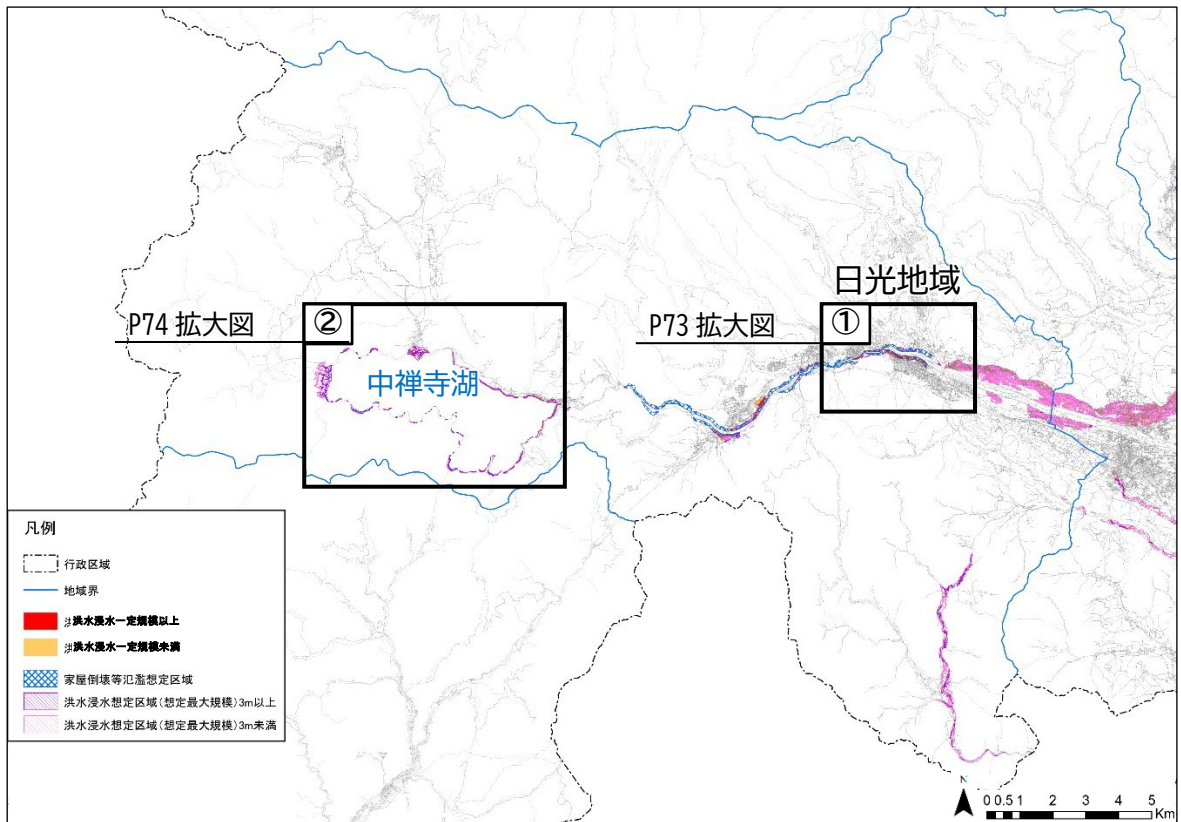 日光地域
P74 拡大図
②
P73 拡大図
①
中禅寺湖
凡例
行政区域
地域界
洪水浸水一定規模以上
洪水浸水一定規模未満
家屋倒壊等氾濫想定区域
洪水浸水想定区域(想定最大規模)3m以上
洪水浸水想定区域(想定最大規模)3m未満
N
0 0.5 1 2 3 4 5
Km